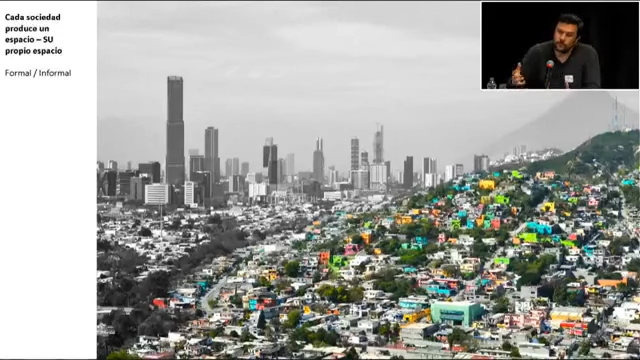 Cada sociedad
produce un
espacio – SU
propio espacio
Formal / Informal